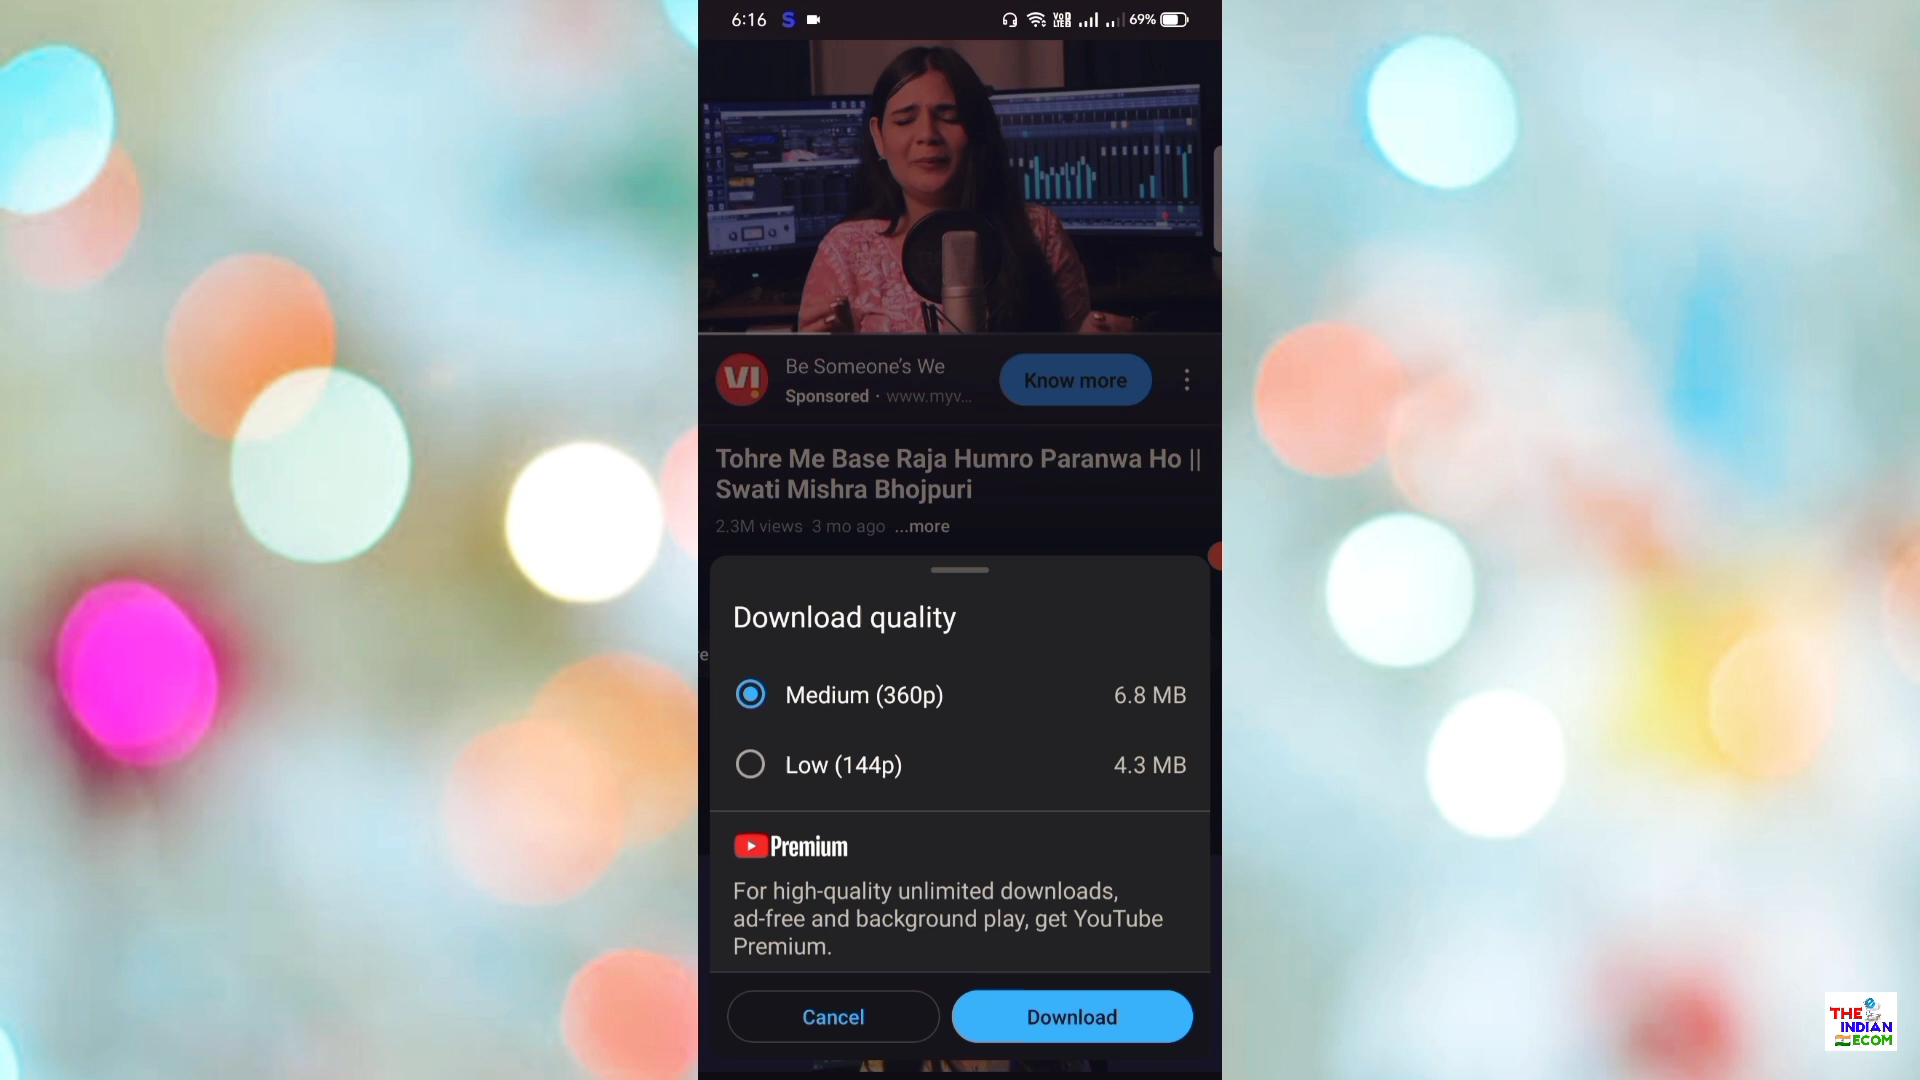 6:16 S 69%
VI
Be Someone's We
Sponsored · www.myv...
Know more
Tohre Me Base Raja Humro Paranwa Ho ||
Swati Mishra Bhojpuri
2.3M views 3 mo ago ...more
Download quality
Medium (360p) 6.8 MB
Low (144p) 4.3 MB
Premium
For high-quality unlimited downloads,
ad-free and background play, get YouTube
Premium.
Cancel Download
THE
INDIAN
ECOM